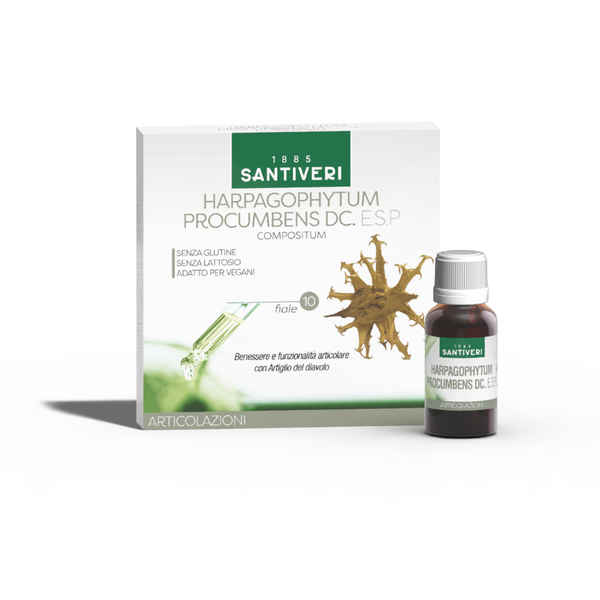 1885
SANTIVERI
HARPAGOPHYTUM
PROCUMBENS DC. E.S.P
COMPOSITUM
SENZA GLUTINE
SENZA LATTOSIO
ADATTO PER VEGANI
fiale 10
Benessere e funzionalità articolare
con Artiglio del diavolo
ARTICOLAZIONI
1885
SANTIVERI
HARPAGOPHYTUM
PROCUMBENS DC. E.S.P
ARTICOLAZIONI